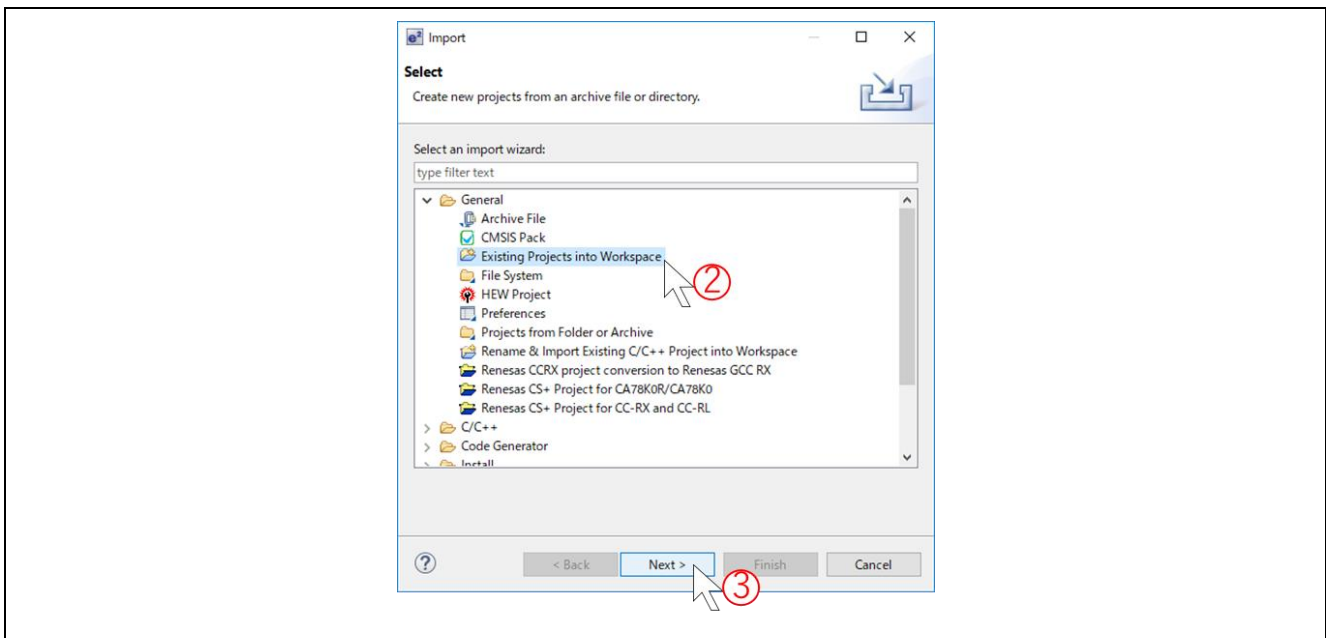 e² Import
Select
Create new projects from an archive file or directory.
Select an import wizard:
type filter text
General
Archive File
CMSIS Pack
Existing Projects into Workspace
②
File System
HEW Project
Preferences
Projects from Folder or Archive
Rename & Import Existing C/C++ Project into Workspace
Renesas CCRX project conversion to Renesas GCC RX
Renesas CS+ Project for CA78K0R/CA78K0
Renesas CS+ Project for CC-RX and CC-RL
C/C++
Code Generator
Install
? < Back Next > Finish Cancel
③